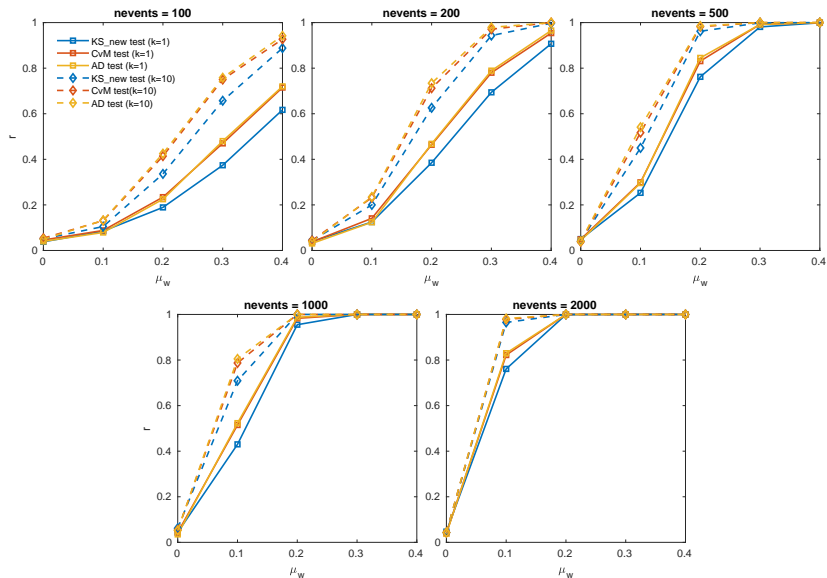 nevents = 100
1
0.8
0.6
0.4
0.2
0
r
0 0.1 0.2 0.3 0.4
μw
KS_new test (k=1)
CvM test (k=1)
AD test (k=1)
KS_new test (k=10)
CvM test(k=10)
AD test (k=10)
nevents = 200
1
0.8
0.6
0.4
0.2
0
0 0.1 0.2 0.3 0.4
μw
nevents = 500
1
0.8
0.6
0.4
0.2
0
0 0.1 0.2 0.3 0.4
μw
nevents = 1000
1
0.8
0.6
0.4
0.2
0
r
0 0.1 0.2 0.3 0.4
μw
nevents = 2000
1
0.8
0.6
0.4
0.2
0
0 0.1 0.2 0.3 0.4
μw